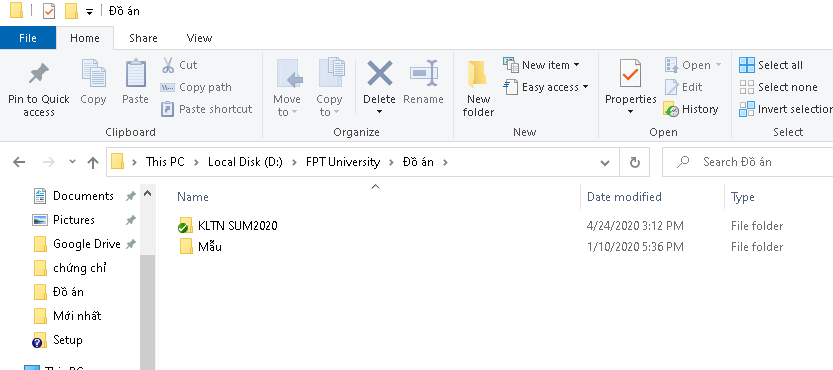 Đồ án
File Home Share View
Pin to Quick access
Copy
Paste
Cut
Copy path
Paste shortcut
Clipboard
Move to
Copy to
Delete
Rename
Organize
New folder
New item
Easy access
New
Properties
Open
Edit
History
Open
Select all
Select none
Invert selection
Select
This PC > Local Disk (D:) > FPT University > Đồ án >
Search Đồ án
Documents
Pictures
Google Drive
chứng chỉ
Đồ án
Mới nhất
Setup
This PC
Name Date modified Type
KLTN SUM2020 4/24/2020 3:12 PM File folder
Mẫu 1/10/2020 5:36 PM File folder